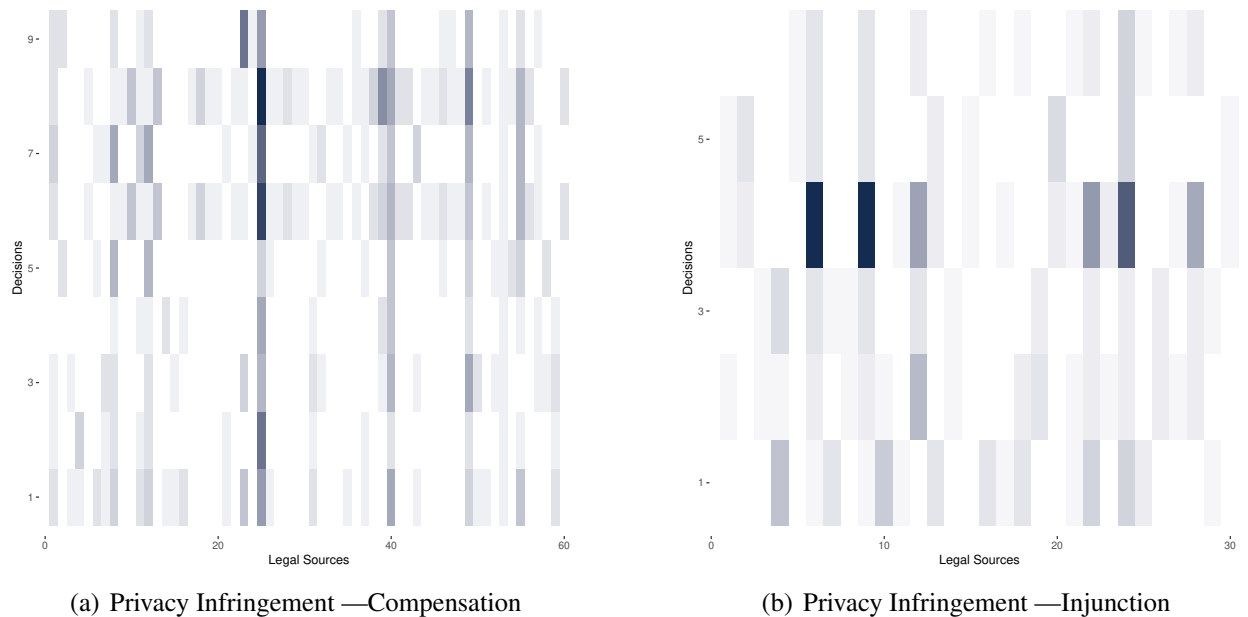 9
7
5
3
1
Decisions
0 20 40 60
Legal Sources
(a) Privacy Infringement —Compensation
5
3
1
Decisions
0 10 20 30
Legal Sources
(b) Privacy Infringement —Injunction